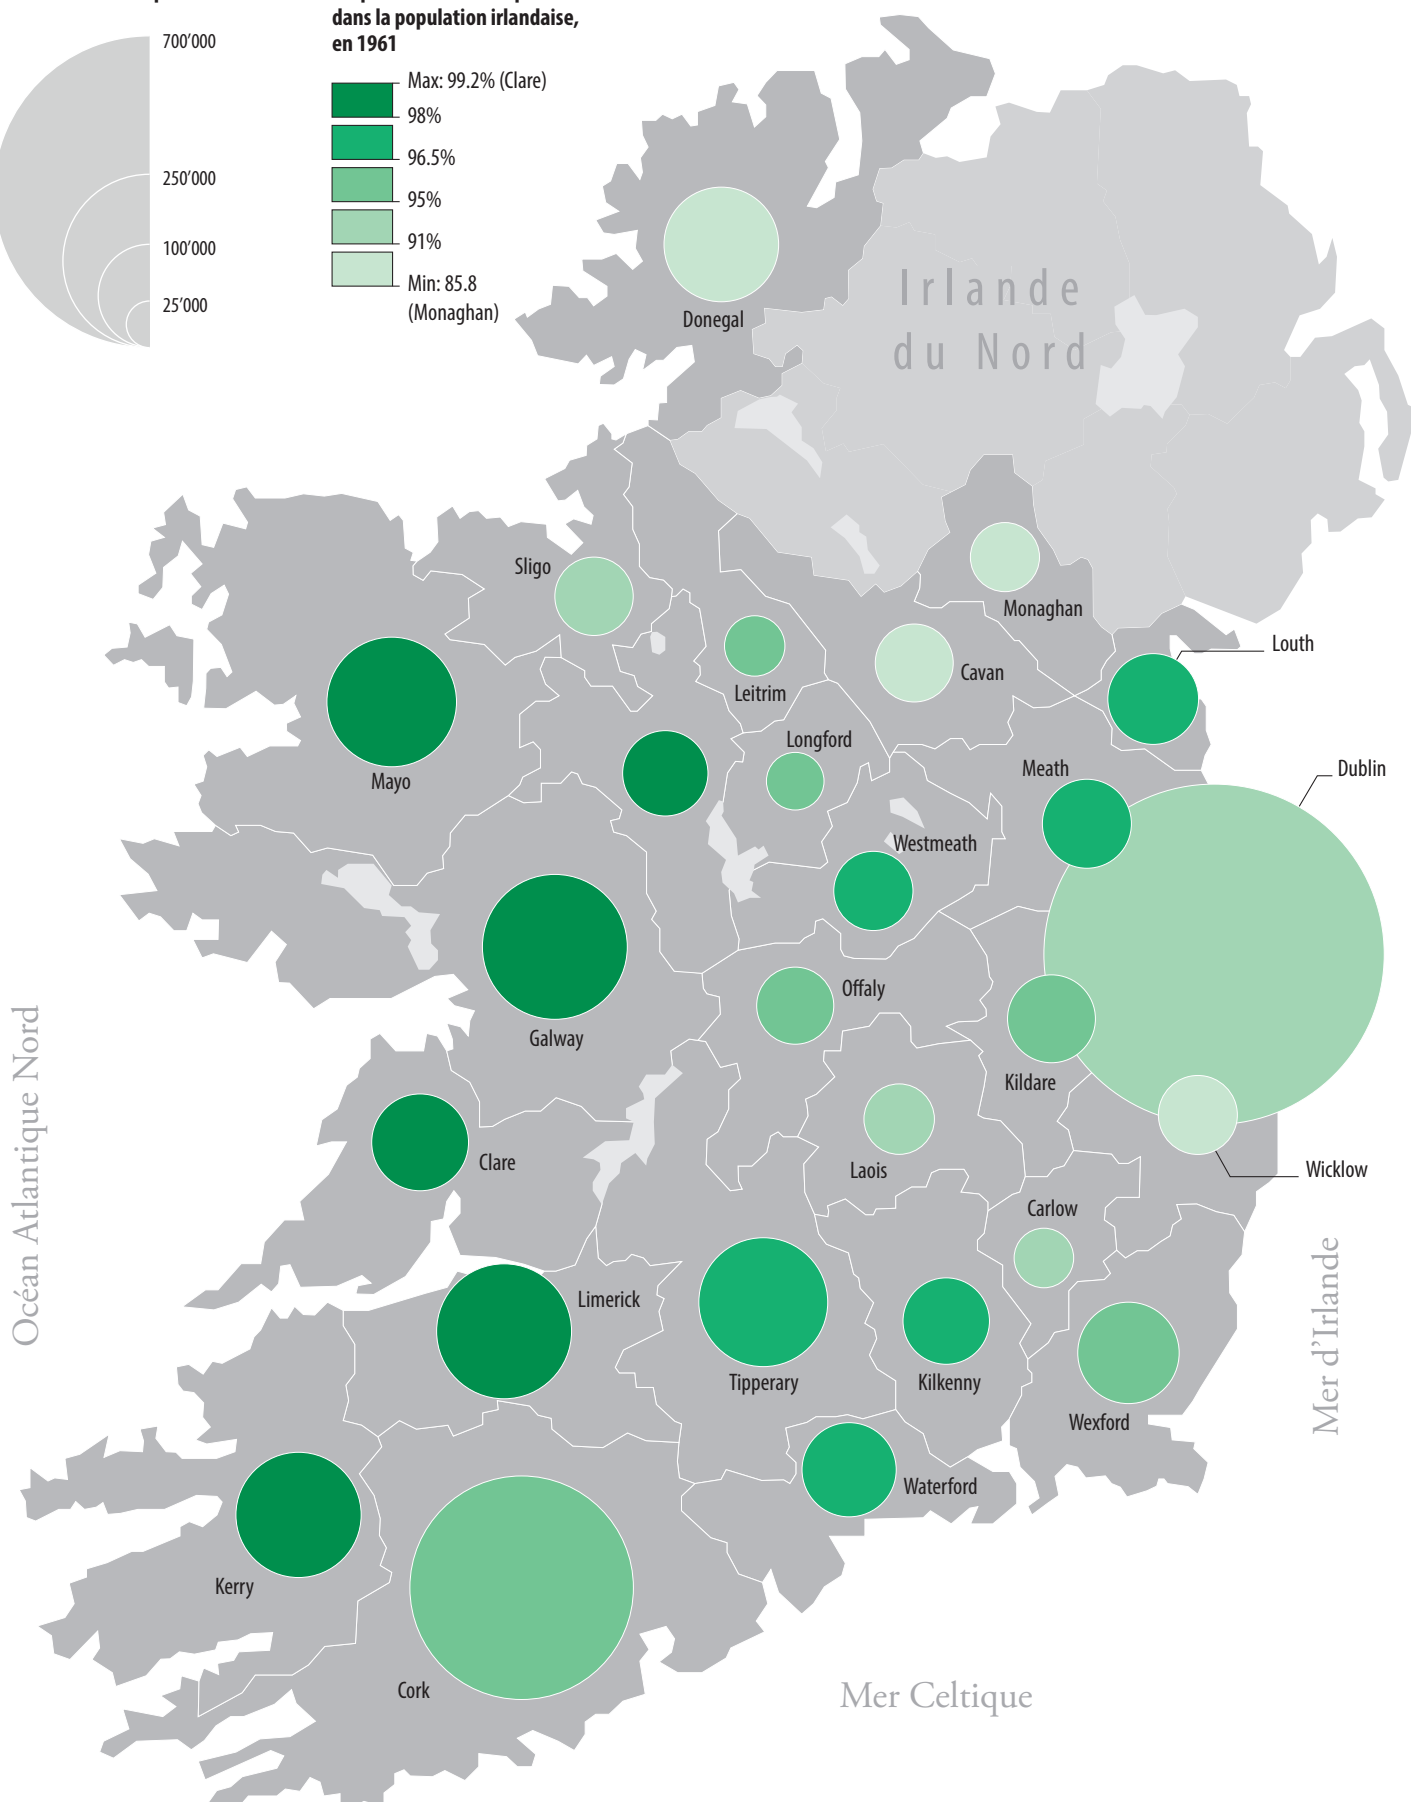 dans la population irlandaise,
en 1961
700’000
250’000
100’000
25’000
Max: 99.2% (Clare)
98%
96.5%
95%
91%
Min: 85.8
(Monaghan)
Irlande
du Nord
Donegal
Sligo
Monaghan
Louth
Leitrim
Cavan
Longford
Meath
Dublin
Mayo
Westmeath
Offaly
Galway
Kildare
Clare
Laois
Wicklow
Carlow
Limerick
Tipperary
Kilkenny
Wexford
Waterford
Kerry
Cork
Océan Atlantique Nord
Mer d’Irlande
Mer Celtique